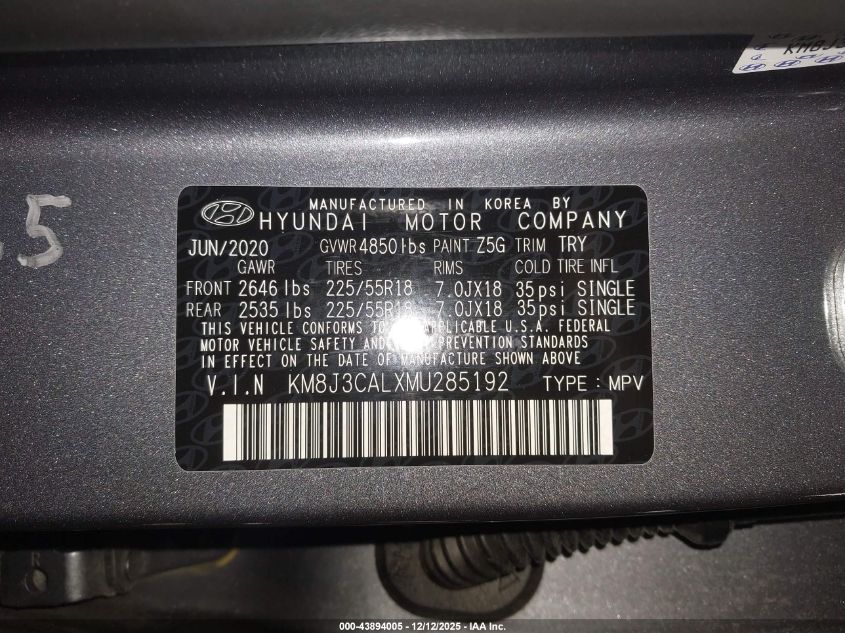 KM8J3
5
MANUFACTURED IN KOREA BY
HYUNDAI MOTOR COMPANY
JUN/2020 GVWR 4850 lbs PAINT Z5G TRIM TRY
GAWR TIRES RIMS COLD TIRE INFL
FRONT 2646 lbs 225/55R18 7.0JX18 35psi SINGLE
REAR 2535 lbs 225/55R18 7.0JX18 35psi SINGLE
THIS VEHICLE CONFORMS TO ALL APPLICABLE U.S.A. FEDERAL
MOTOR VEHICLE SAFETY AND THEFT PREVENTION STANDARDS
IN EFFECT ON THE DATE OF MANUFACTURE SHOWN ABOVE
V.I.N KM8J3CALXMU285192 TYPE : MPV
000-43894005 - 12/12/2025 - IAA Inc.